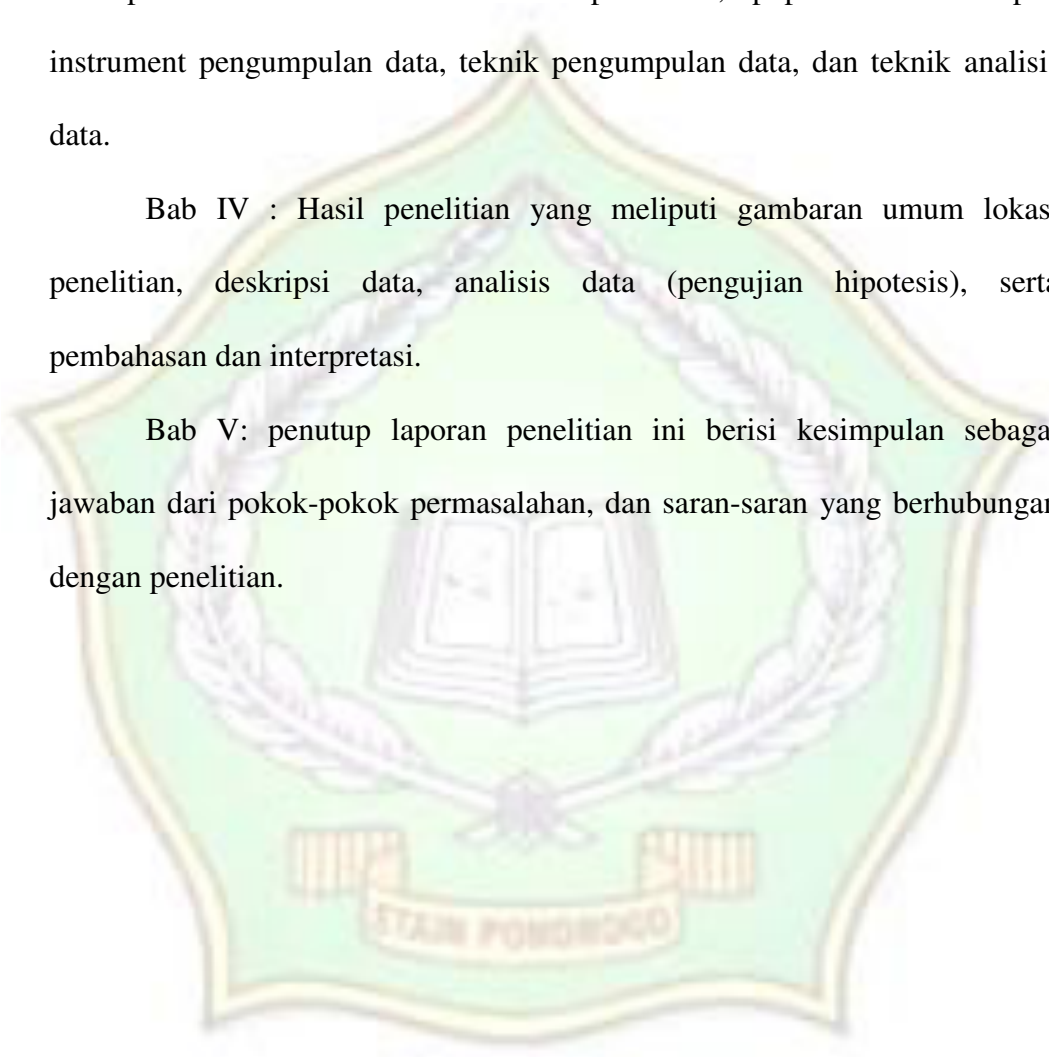 instrument pengumpulan data, teknik pengumpulan data, dan teknik analisi
data.
Bab IV : Hasil penelitian yang meliputi gambaran umum lokas
penelitian, deskripsi data, analisis data (pengujian hipotesis), serta
pembahasan dan interpretasi.
Bab V: penutup laporan penelitian ini berisi kesimpulan sebaga
jawaban dari pokok-pokok permasalahan, dan saran-saran yang berhubungan
dengan penelitian.
STAIN PONOROGO